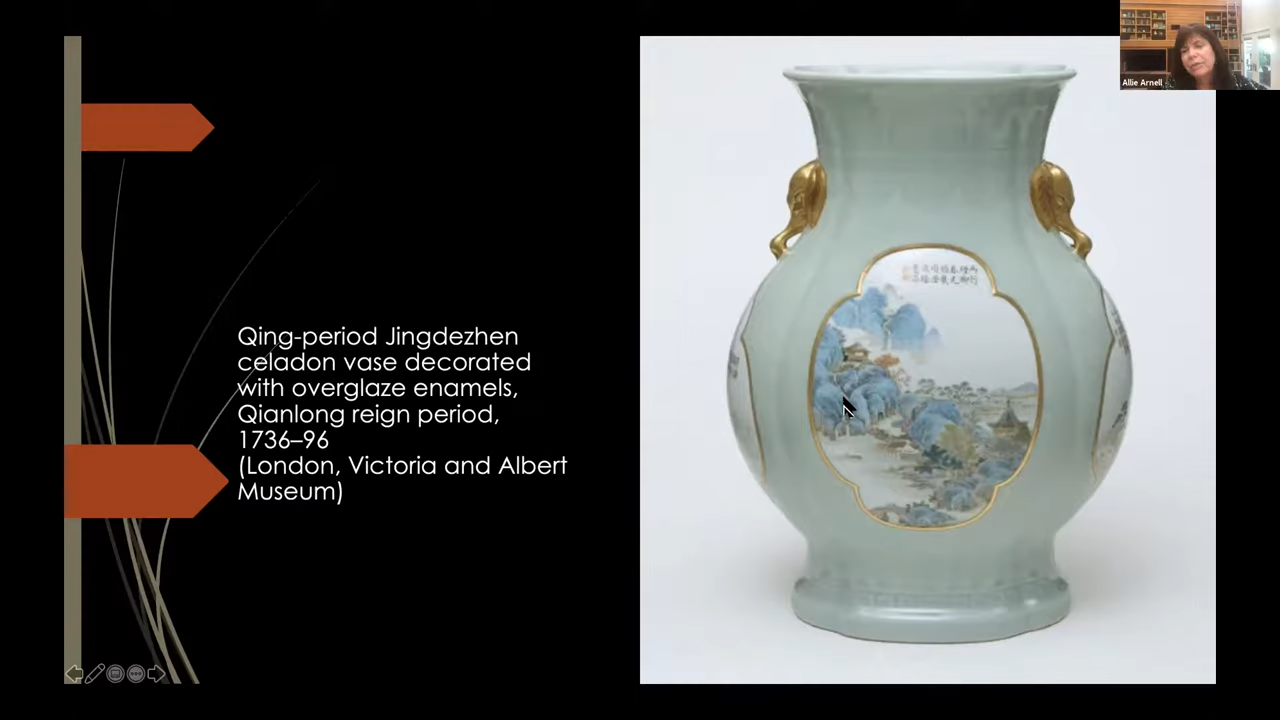 Qing-period Jingdezhen
celadon vase decorated
with overglaze enamels,
Qianlong reign period,
1736–96
(London, Victoria and Albert
Museum)
Allie Arnell